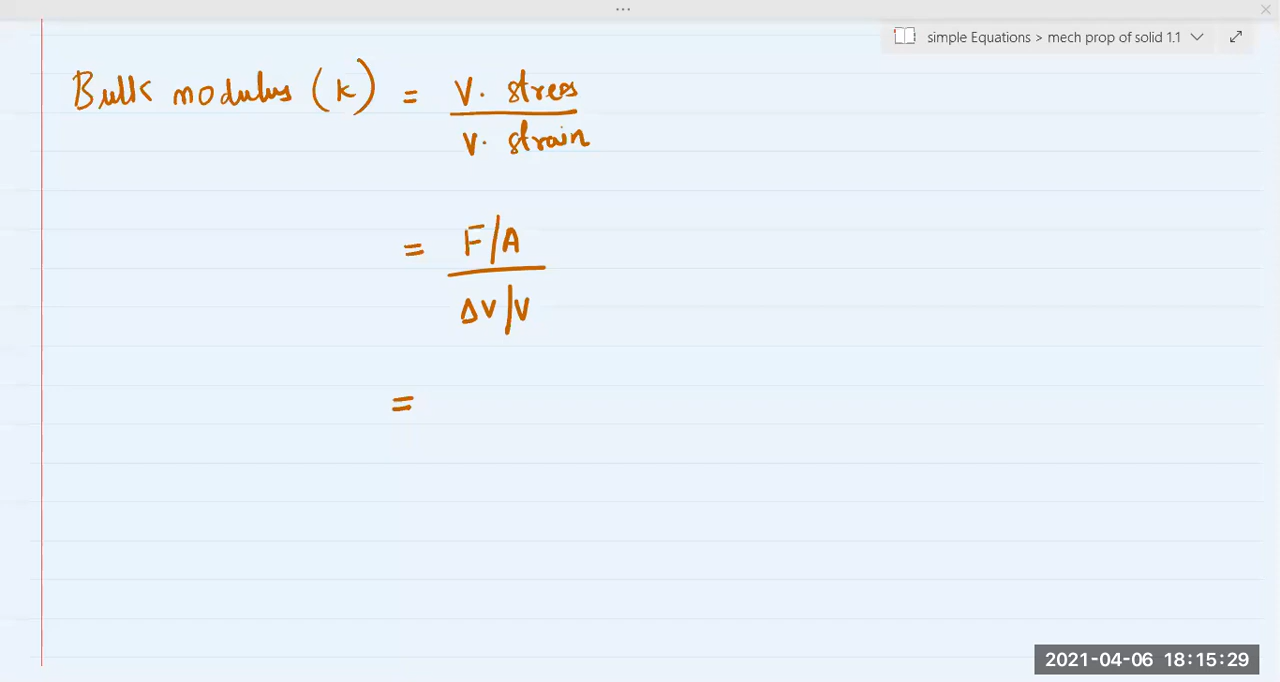 ...
simple Equations > mech prop of solid 1.1
Bulk modulus (k) = V. stress
V. strain
= F/A
ΔV/V
=
2021-04-06 18:15:29